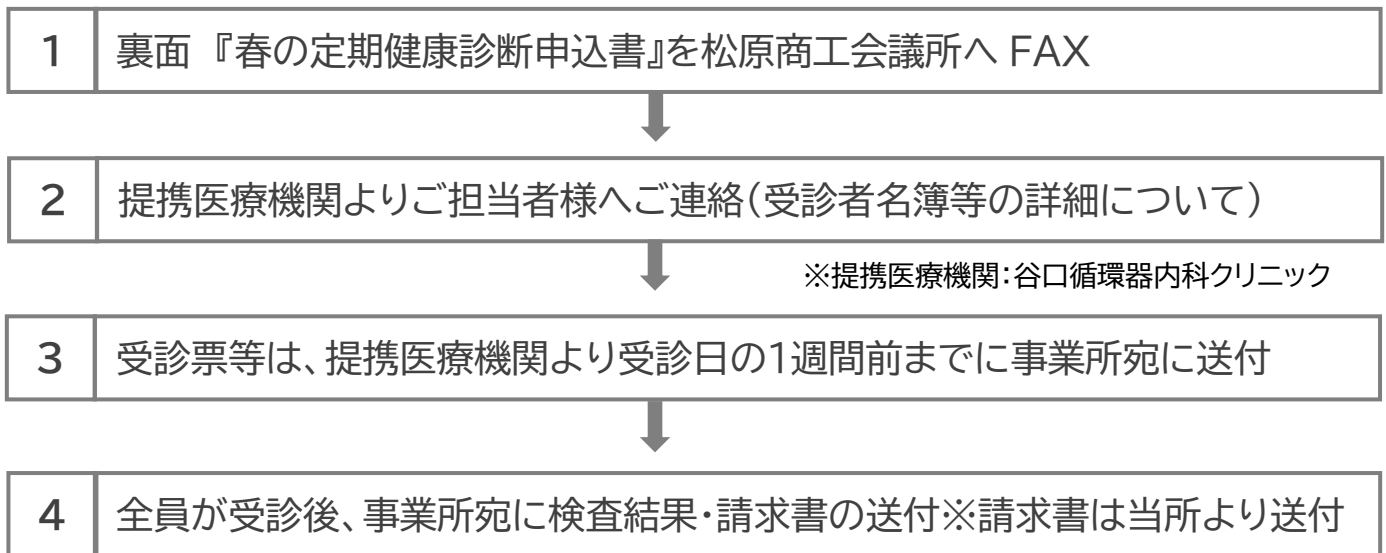 1 裏面 『春の定期健康診断申込書』を松原商工会議所へ FAX
2 提携医療機関よりご担当者様へご連絡(受診者名簿等の詳細について)
※提携医療機関:谷口循環器内科クリニック
3 受診票等は、提携医療機関より受診日の1週間前までに事業所宛に送付
4 全員が受診後、事業所宛に検査結果・請求書の送付※請求書は当所より送付